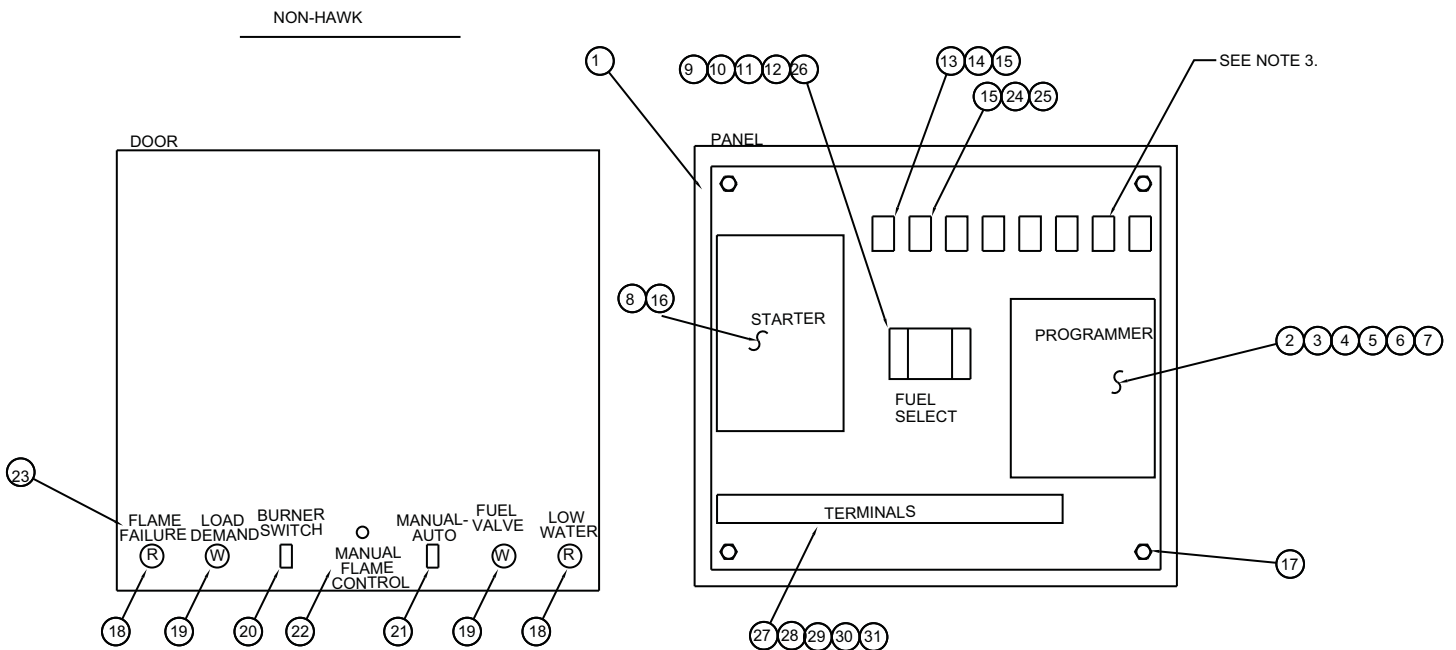 NON-HAWK
1
9 10 11 12 26
13 14 15
SEE NOTE 3.
15 24 25
DOOR
PANEL
8 16
STARTER
PROGRAMMER
2 3 4 5 6 7
FUEL
SELECT
23
FLAME
FAILURE
R
LOAD
DEMAND
W
BURNER
SWITCH
MANUAL
FLAME
CONTROL
MANUAL-
AUTO
FUEL
VALVE
W
LOW
WATER
R
TERMINALS
17
18 19 20 22 21 19 18
27 28 29 30 31